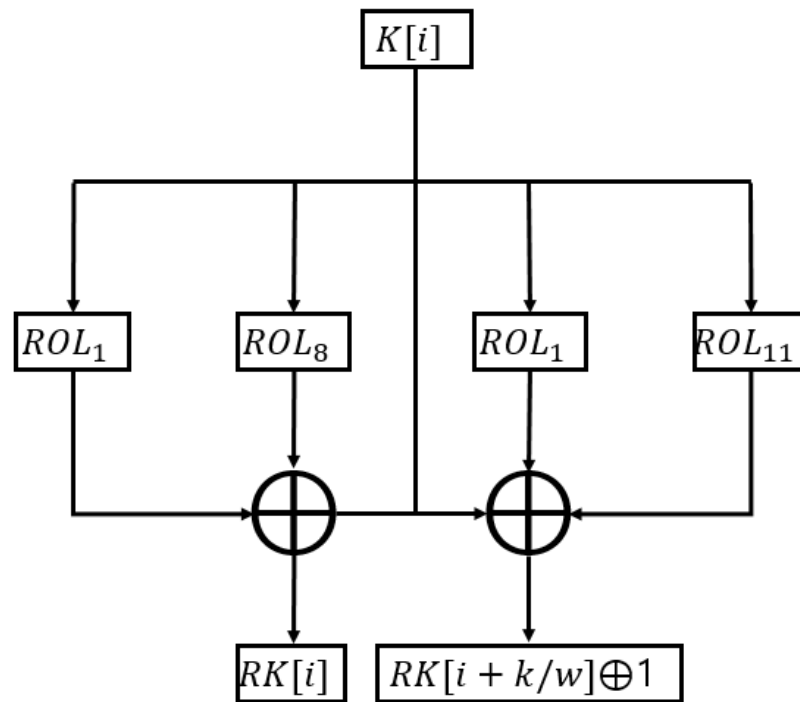 K[i]
ROL₁ ROL₈ ROL₁ ROL₁₁
RK[i] RK[i + k/w]⊕1